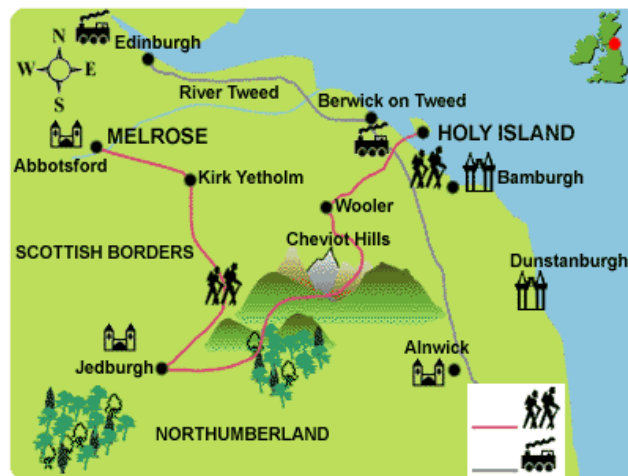 N
Edinburgh
W E
S
River Tweed
Berwick on Tweed
MELROSE
HOLY ISLAND
Abbotsford
Kirk Yetholm
Bamburgh
Wooler
Cheviot Hills
SCOTTISH BORDERS
Dunstanburgh
Alnwick
Jedburgh
NORTHUMBERLAND